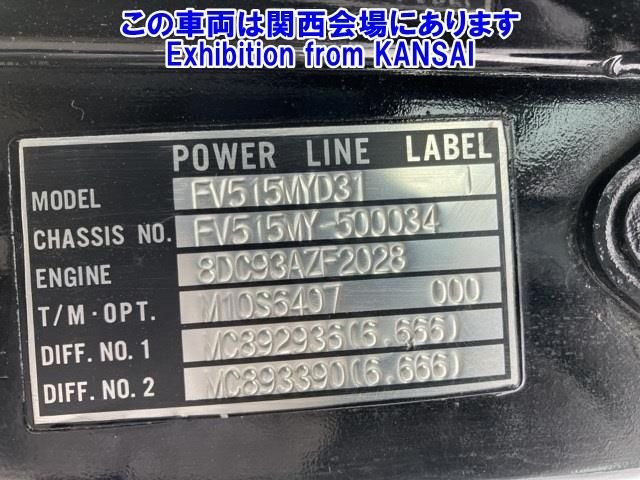 この車両は関西会場にあります
Exhibition from KANSAI
POWER LINE LABEL
MODEL FV515MYD31 1
CHASSIS NO. FV515MY-500034
ENGINE 8DC93AZF2028
T/M·OPT. M10S6407 000
DIFF. NO. 1 MC892936(6.666)
DIFF. NO. 2 MC893390(6.666)